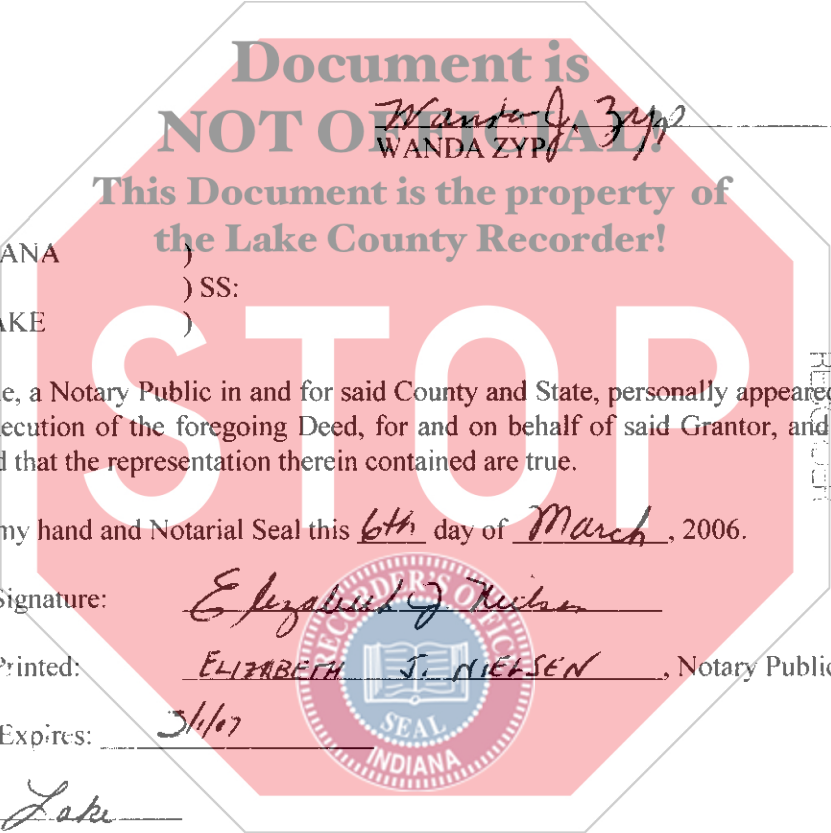 Document is
NOT OFFICIAL!
Wanda J. Zyp
WANDA ZYP
This Document is the property of
the Lake County Recorder!
ANA )
) SS:
AKE )
STOP
e, a Notary Public in and for said County and State, personally appeared
ecution of the foregoing Deed, for and on behalf of said Grantor, and
d that the representation therein contained are true.
RECORDER
my hand and Notarial Seal this 6th day of March, 2006.
Signature: Elizabeth J Nielsen
Printed: ELIZABETH J. NIELSEN, Notary Public
Expires: 3/1/07
RECORDER'S OFFICE
SEAL
INDIANA
Lake